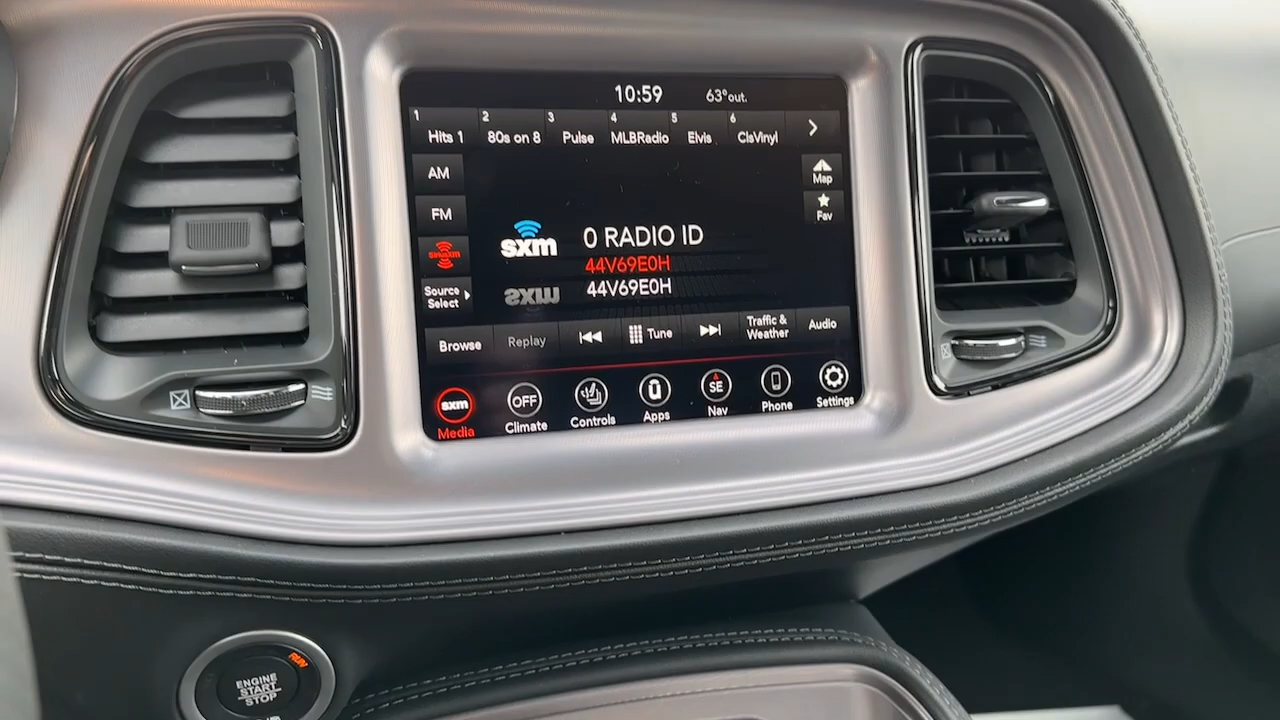 10:59 63°out.
1 Hits 1 2 80s on 8 3 Pulse 4 MLBRadio 5 Elvis 6 ClsVinyl
AM
Map
FM
Fav
SiriusXM
sxm
0 RADIO ID
44V69E0H
44V69E0H
Source
Select
Browse Replay Tune Traffic &
Weather Audio
sxm OFF SE
Media Climate Controls Apps Nav Phone Settings
RUN
ENGINE
START
STOP